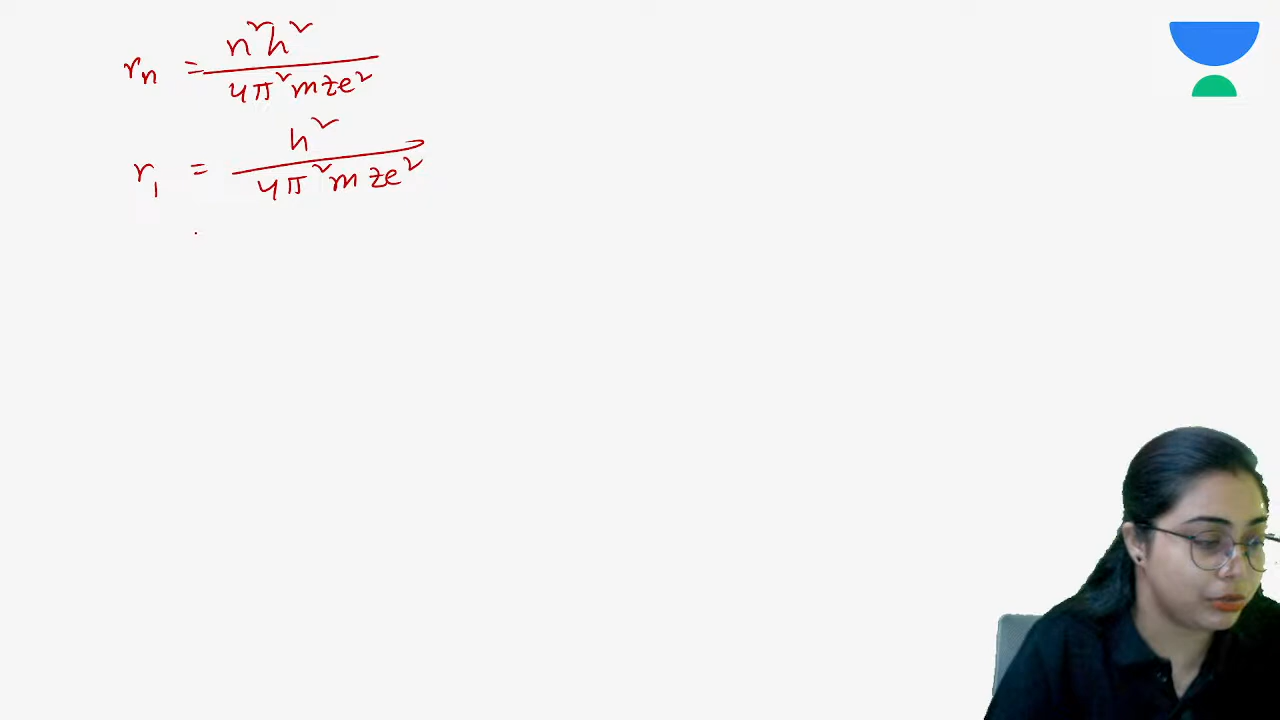 rₙ = n²h² / 4π²mze²
r₁ = h² / 4π²mze²